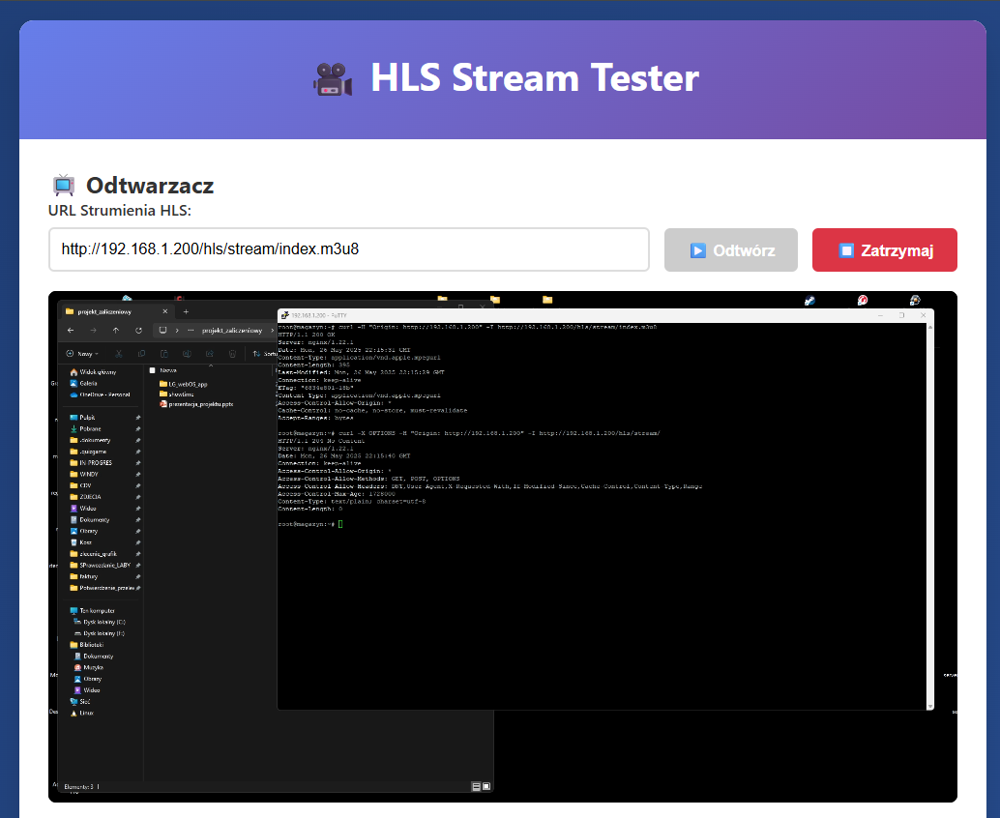 HLS Stream Tester
Odtwarzacz
URL Strumienia HLS:
http://192.168.1.200/hls/stream/index.m3u8
Odtwórz
Zatrzymaj
projekt_zaliczeniowy
projekt_zaliczeniowy
Nowy
Widok główny
Galeria
OneDrive - Personal
Pulpit
Pobrane
.dokumenty
.quizgame
IN PROGRES
WINDY
CDV
ZDJECIA
Wideo
Dokumenty
Obrazy
Kosz
zlecenie_grafik
SPrawozdanie_LABY
faktury
Potwierdzenie_przelew
Ten komputer
Dysk lokalny (C:)
Dysk lokalny (E:)
Biblioteki
Dokumenty
Muzyka
Obrazy
Wideo
Sieć
Linux
Elementy: 3
Nazwa
LG_webOS_app
showtime
prezentacja_projektu.pptx
192.168.1.200 - PuTTY
root@magazyn:~# curl -H "Origin: http://192.168.1.200" -I http://192.168.1.200/hls/stream/index.m3u8
HTTP/1.1 200 OK
Server: nginx/1.22.1
Date: Mon, 26 May 2025 22:15:31 GMT
Content-Type: application/vnd.apple.mpegurl
Content-Length: 395
Last-Modified: Mon, 26 May 2025 22:15:29 GMT
Connection: keep-alive
ETag: "6834e801-18b"
Content-Type: application/vnd.apple.mpegurl
Access-Control-Allow-Origin: *
Cache-Control: no-cache, no-store, must-revalidate
Accept-Ranges: bytes
root@magazyn:~# curl -X OPTIONS -H "Origin: http://192.168.1.200" -I http://192.168.1.200/hls/stream/
HTTP/1.1 204 No Content
Server: nginx/1.22.1
Date: Mon, 26 May 2025 22:15:40 GMT
Connection: keep-alive
Access-Control-Allow-Origin: *
Access-Control-Allow-Methods: GET, POST, OPTIONS
Access-Control-Allow-Headers: DNT,User-Agent,X-Requested-With,If-Modified-Since,Cache-Control,Content-Type,Range
Access-Control-Max-Age: 1728000
Content-Type: text/plain; charset=utf-8
Content-Length: 0
root@magazyn:~#